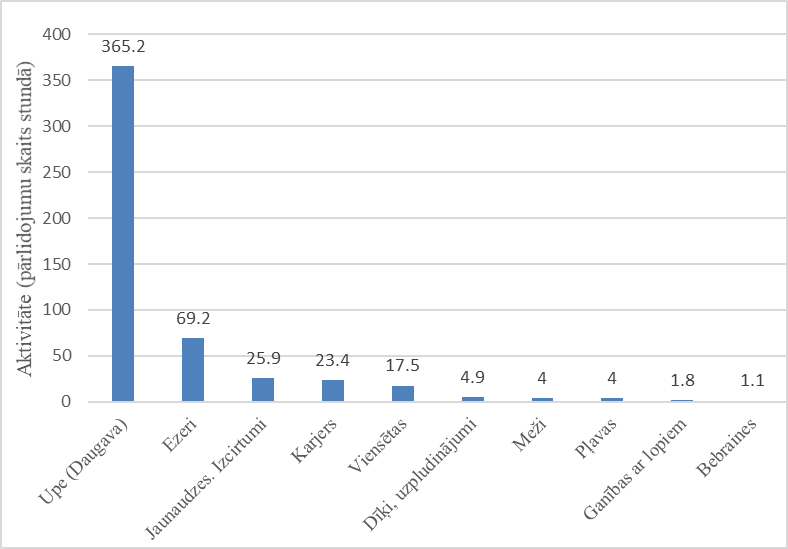 Aktivitāte (pārlidojumu skaits stundā)
400
350
300
250
200
150
100
50
0
365.2
69.2
25.9
23.4
17.5
4.9
4
4
1.8
1.1
Upe (Daugava)
Ezeri
Jaunaudzes. Izcirtumi
Karjers
Viensētas
Dīķi, uzpludinājumi
Meži
Pļavas
Ganības ar lopiem
Bebraines